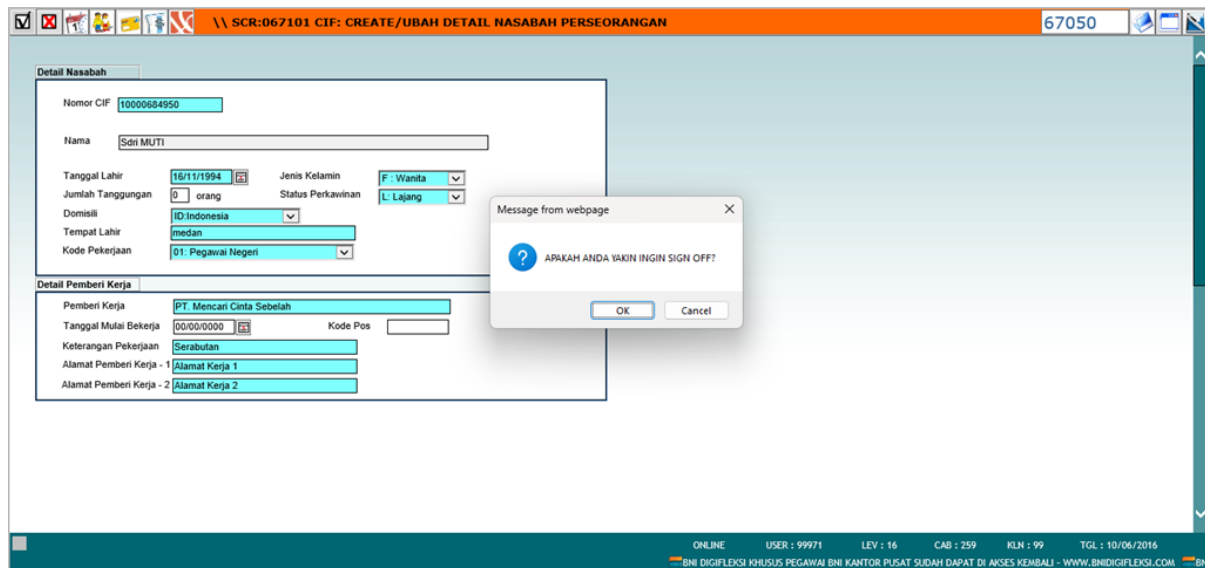 \\ SCR:067101 CIF: CREATE/UBAH DETAIL NASABAH PERSEORANGAN 67050
Detail Nasabah
Nomor CIF 10000684950
Nama Sdri MUTI
Tanggal Lahir 16/11/1994 Jenis Kelamin F : Wanita
Jumlah Tanggungan 0 orang Status Perkawinan L: Lajang
Domisili ID:Indonesia
Tempat Lahir medan
Kode Pekerjaan 01: Pegawai Negeri
Message from webpage
APAKAH ANDA YAKIN INGIN SIGN OFF?
OK Cancel
Detail Pemberi Kerja
Pemberi Kerja PT. Mencari Cinta Sebelah
Tanggal Mulai Bekerja 00/00/0000 Kode Pos
Keterangan Pekerjaan Serabutan
Alamat Pemberi Kerja - 1 Alamat Kerja 1
Alamat Pemberi Kerja - 2 Alamat Kerja 2
ONLINE USER : 99971 LEV : 16 CAB : 259 KLN : 99 TGL : 10/06/2016
BNI DIGIFLEKSI KHUSUS PEGAWAI BNI KANTOR PUSAT SUDAH DAPAT DI AKSES KEMBALI - WWW.BNIDIGIFLEKSI.COM